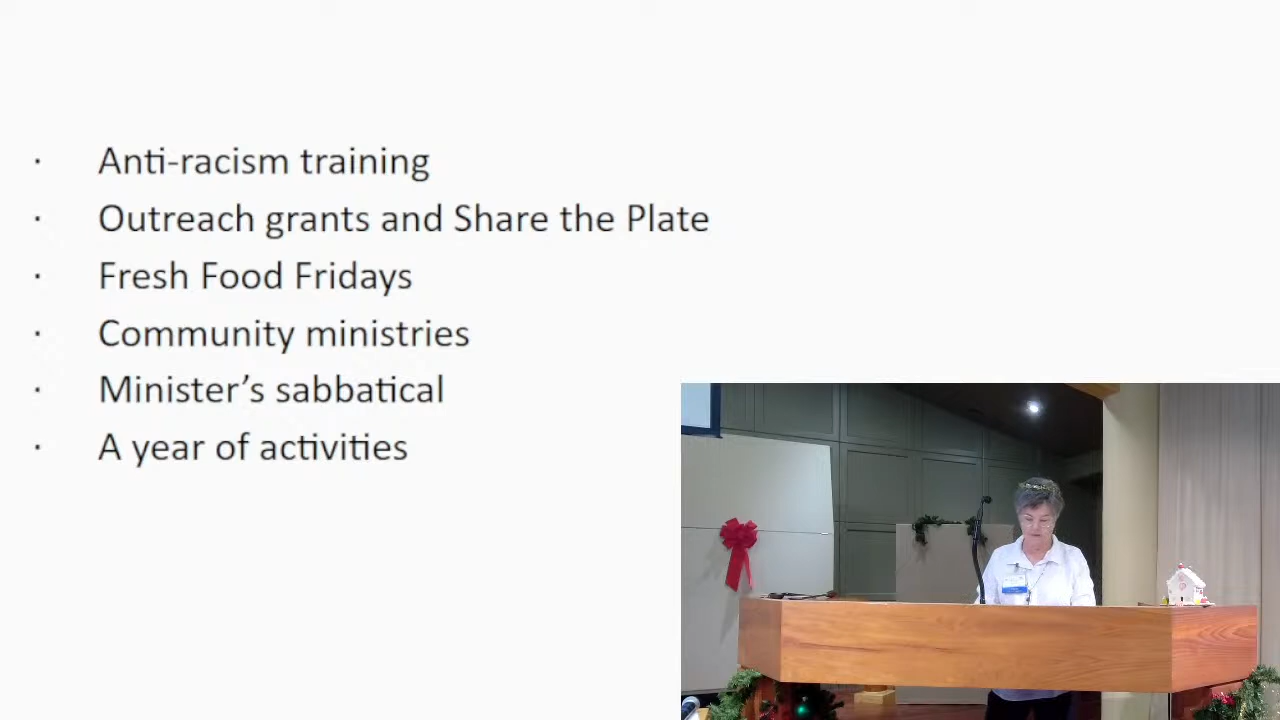 · Anti-racism training
· Outreach grants and Share the Plate
· Fresh Food Fridays
· Community ministries
· Minister’s sabbatical
· A year of activities